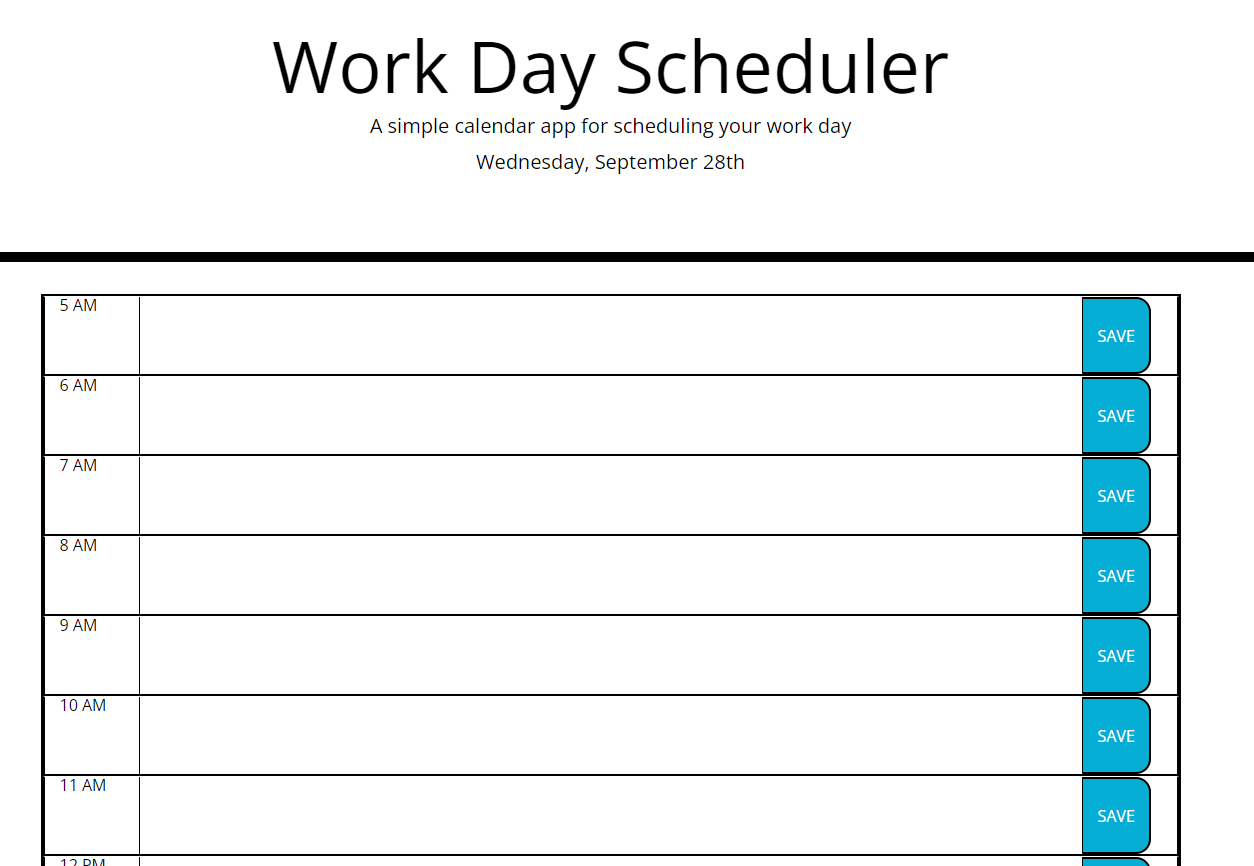 Work Day Scheduler
A simple calendar app for scheduling your work day
Wednesday, September 28th
5 AM
SAVE
6 AM
SAVE
7 AM
SAVE
8 AM
SAVE
9 AM
SAVE
10 AM
SAVE
11 AM
SAVE
12 PM